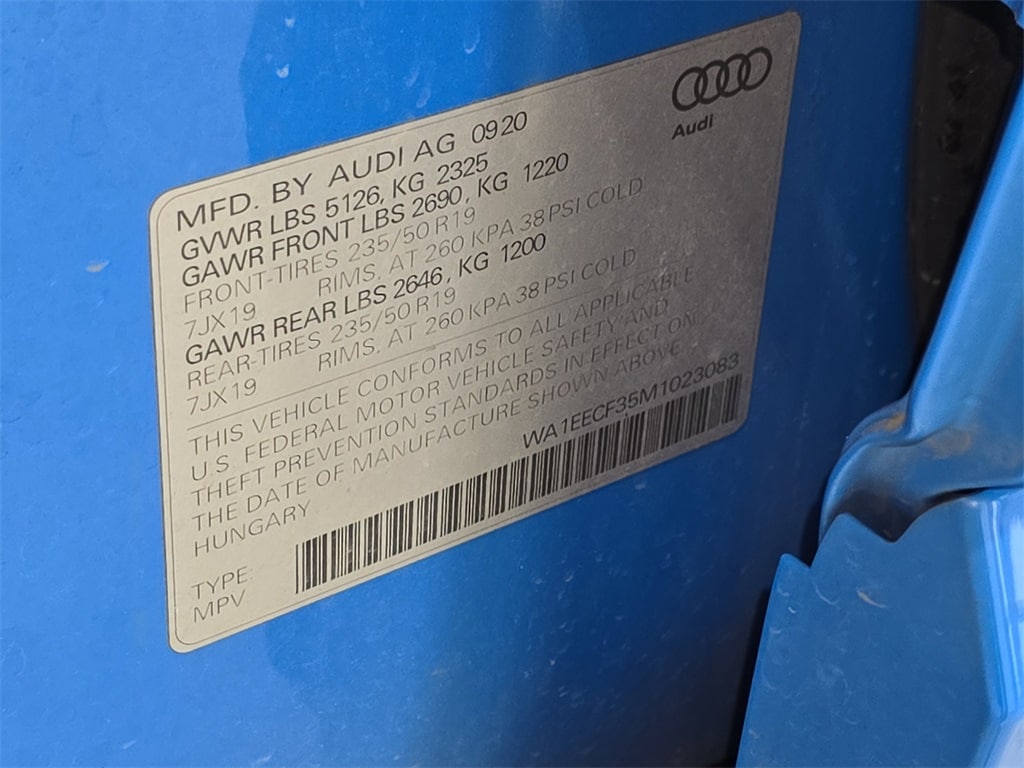 Audi
MFD. BY AUDI AG 0920
GVWR LBS 5126, KG 2325
GAWR FRONT LBS 2690, KG 1220
FRONT-TIRES 235/50 R19
7JX19 RIMS, AT 260 KPA 38 PSI COLD
GAWR REAR LBS 2646, KG 1200
REAR-TIRES 235/50 R19
7JX19 RIMS, AT 260 KPA 38 PSI COLD
THIS VEHICLE CONFORMS TO ALL APPLICABLE
U.S. FEDERAL MOTOR VEHICLE SAFETY AND
THEFT PREVENTION STANDARDS IN EFFECT ON
THE DATE OF MANUFACTURE SHOWN ABOVE
HUNGARY
WA1EECF35M1023083
TYPE:
MPV